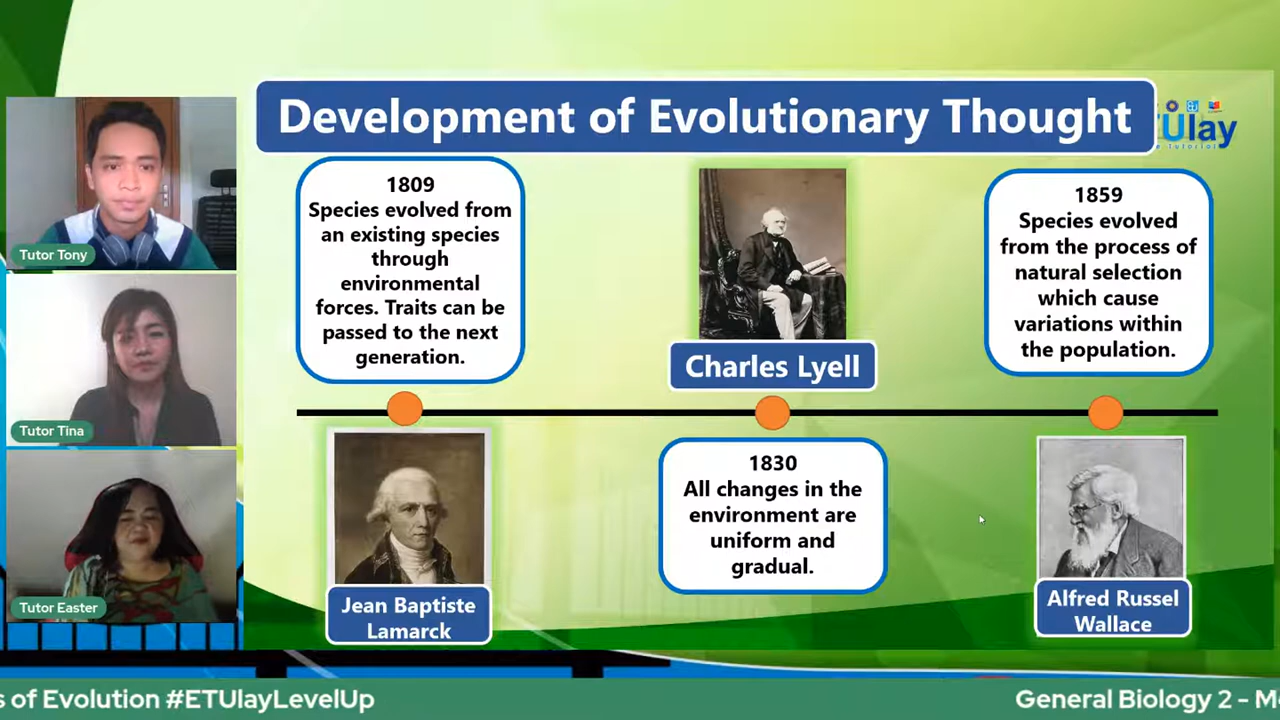 Development of Evolutionary Thought
Ulay
Tutor Tony
Tutor Tina
Tutor Easter
1809
Species evolved from
an existing species
through
environmental
forces. Traits can be
passed to the next
generation.
Jean Baptiste
Lamarck
Charles Lyell
1830
All changes in the
environment are
uniform and
gradual.
1859
Species evolved
from the process of
natural selection
which cause
variations within
the population.
Alfred Russel
Wallace
s of Evolution #ETUlayLevelUp
General Biology 2 - M